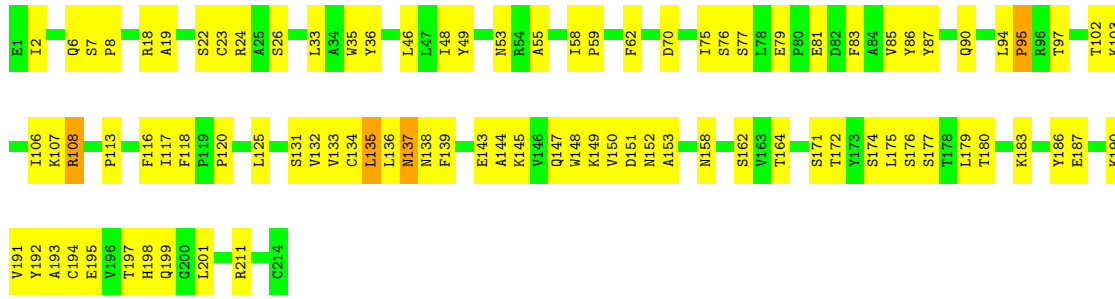 E1 I2 Q6 S7 P8 R18 A19 S22 C23 R24 A25 S26 L33 A34 W35 Y36 L46 L47 I48 Y49 N53 R54 A55 I58 P59 F62 D70 I75 S76 S77 L78 E79 P80 E81 D82 F83 A84 V85 Y86 Y87 Q90 L94 P95 R96 T97 T102 K103
I106 K107 R108 P113 F116 I117 F118 P119 P120 L125 S131 V132 V133 C134 L135 L136 N137 N138 F139 E143 A144 K145 V146 Q147 W148 K149 V150 D151 N152 A153 N158 S162 V163 T164 S171 T172 Y173 S174 L175 S176 S177 T178 L179 T180 K183 Y186 E187 K190
V191 Y192 A193 C194 E195 V196 T197 H198 Q199 G200 L201 R211 C214